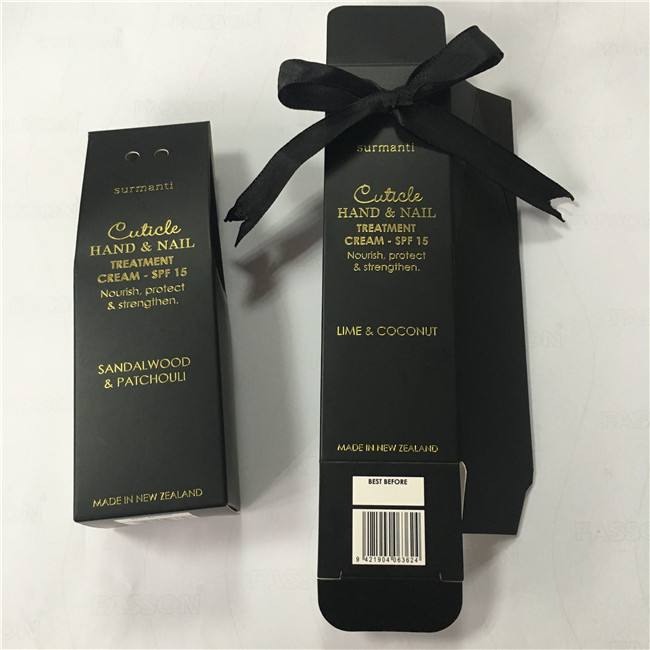 surmanti
Cuticle
HAND & NAIL
TREATMENT
CREAM - SPF 15
Nourish, protect
& strengthen.
SANDALWOOD
& PATCHOULI
MADE IN NEW ZEALAND
surmanti
Cuticle
HAND & NAIL
TREATMENT
CREAM - SPF 15
Nourish, protect
& strengthen.
LIME & COCONUT
MADE IN NEW ZEALAND
BEST BEFORE
9 421904 063624